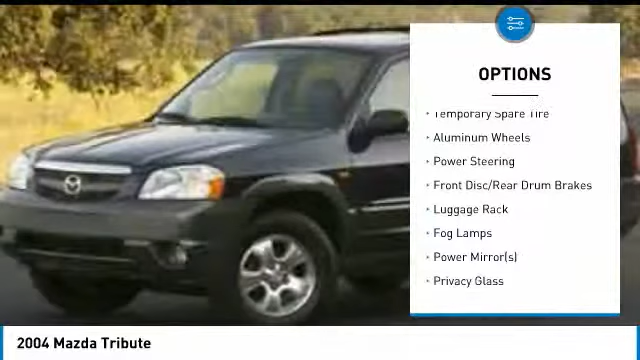 OPTIONS
Temporary Spare Tire
Aluminum Wheels
Power Steering
Front Disc/Rear Drum Brakes
Luggage Rack
Fog Lamps
Power Mirror(s)
Privacy Glass
2004 Mazda Tribute